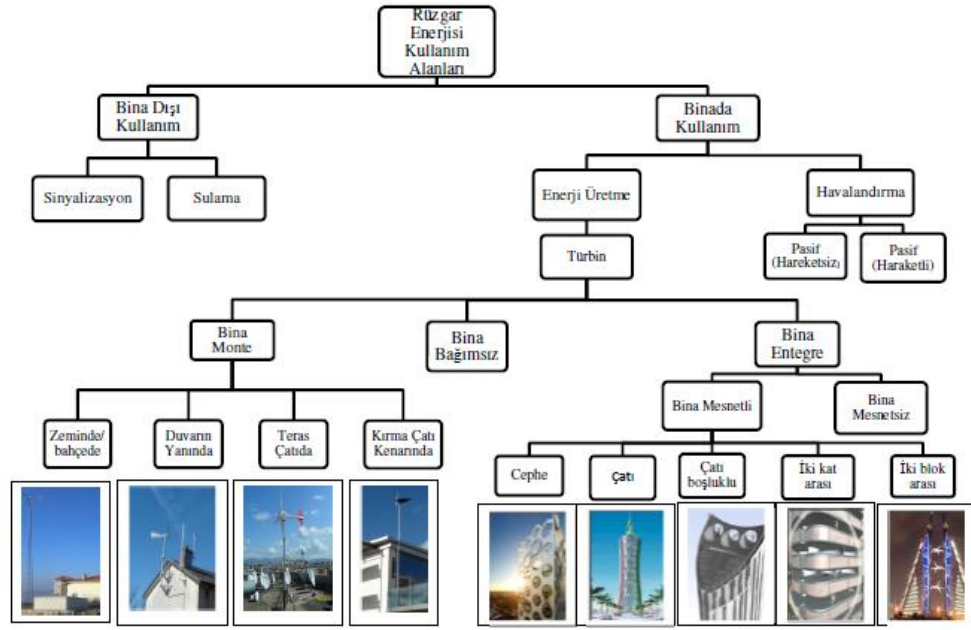 Rüzgar
Enerjisi
Kullanım
Alanları
Bina Dışı
Kullanım
Binada
Kullanım
Sinyalizasyon
Sulama
Enerji Üretme
Havalandırma
Türbin
Pasif
(Hareketsiz)
Pasif
(Haraketli)
Bina
Monte
Bina
Bağımsız
Bina
Entegre
Bina Mesnetli
Bina
Mesnetsiz
Zeminde/
bahçede
Duvarın
Yanında
Teras
Çatıda
Kırma Çatı
Kenarında
Cephe
Çatı
Çatı
boşluklu
İki kat
arası
İki blok
arası